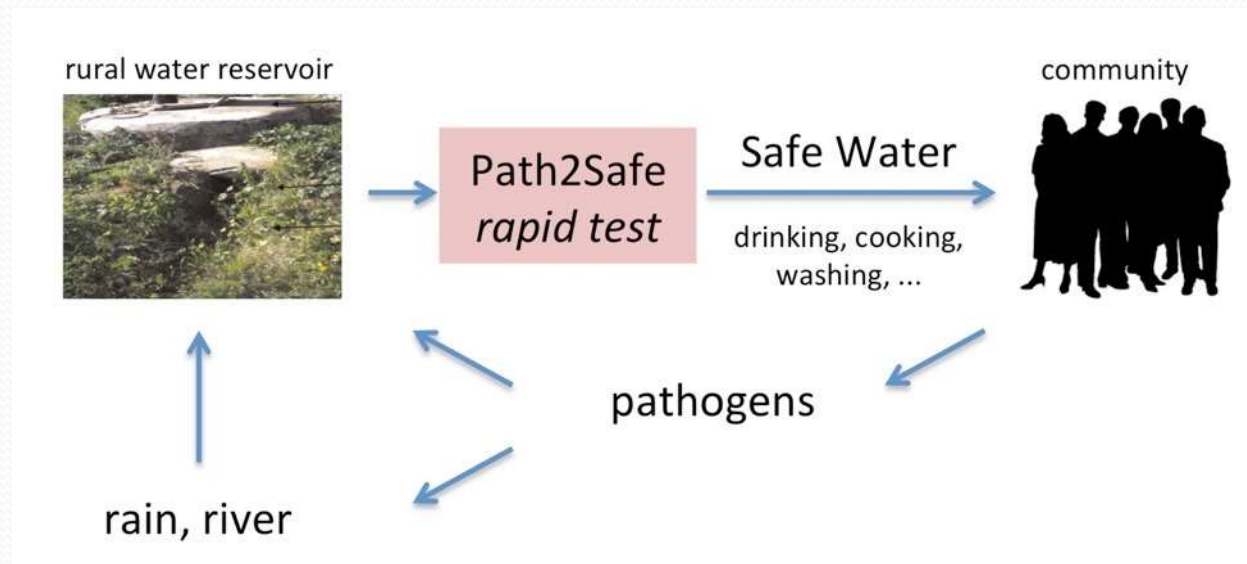 rural water reservoir
community
Path2Safe
rapid test
Safe Water
drinking, cooking,
washing, ...
pathogens
rain, river